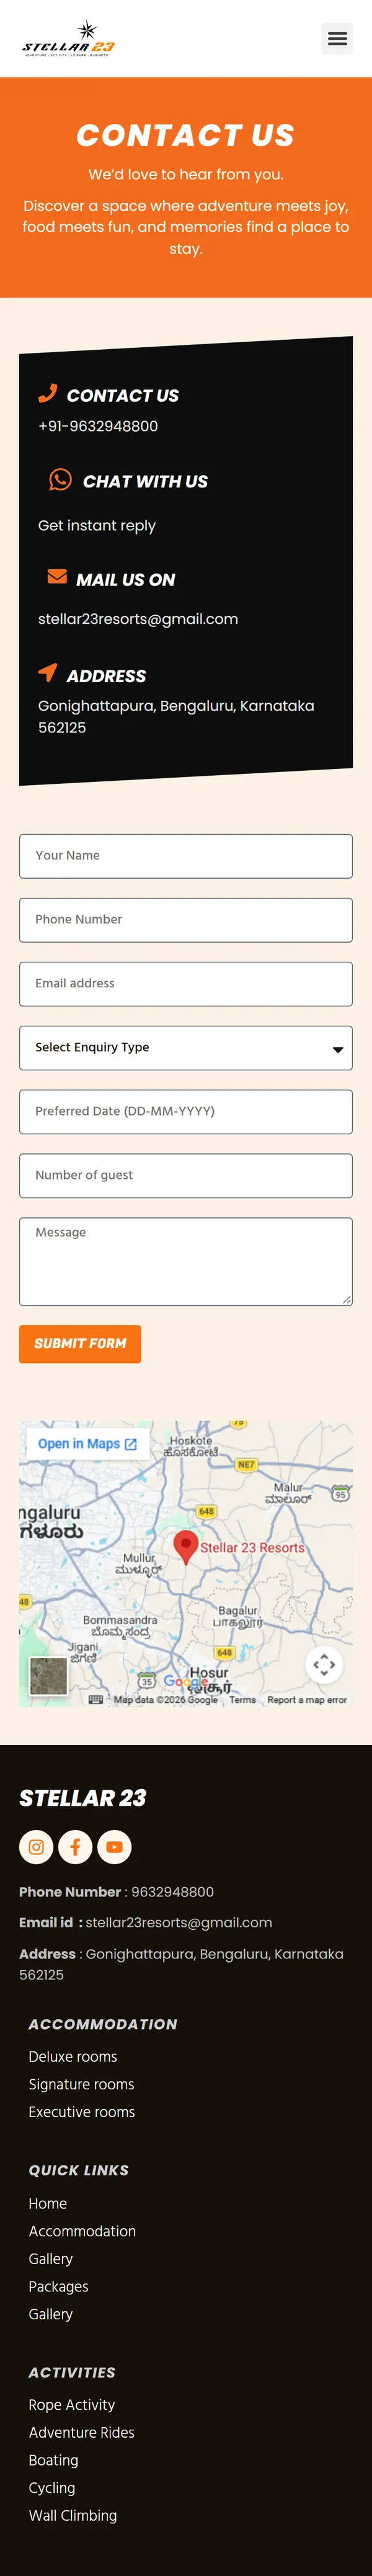 STELLAR 23
ADVENTURE | ACTIVITY | LEISURE | BUSINESS
CONTACT US
We'd love to hear from you.
Discover a space where adventure meets joy,
food meets fun, and memories find a place to
stay.
CONTACT US
+91-9632948800
CHAT WITH US
Get instant reply
MAIL US ON
stellar23resorts@gmail.com
ADDRESS
Gonighattapura, Bengaluru, Karnataka
562125
Your Name
Phone Number
Email address
Select Enquiry Type
Preferred Date (DD-MM-YYYY)
Number of guest
Message
SUBMIT FORM
75
Open in Maps
Hoskote
ಹೊಸಕೋಟೆ
NE7
Malur
ಮಾಲೂರ್
95
648
ngaluru
ಗಳೂರು
Stellar 23 Resorts
Mullur
ಮುಳ್ಳೂರ್
48
Bagalur
Bommasandra
ಬೊಮ್ಮಸಂದ್ರ
Jigani
ಜಿಗಣಿ
648
35
Google
Hosur
Map data ©2026 Google
Terms
Report a map error
STELLAR 23
Phone Number : 9632948800
Email id : stellar23resorts@gmail.com
Address : Gonighattapura, Bengaluru, Karnataka
562125
ACCOMMODATION
Deluxe rooms
Signature rooms
Executive rooms
QUICK LINKS
Home
Accommodation
Gallery
Packages
Gallery
ACTIVITIES
Rope Activity
Adventure Rides
Boating
Cycling
Wall Climbing